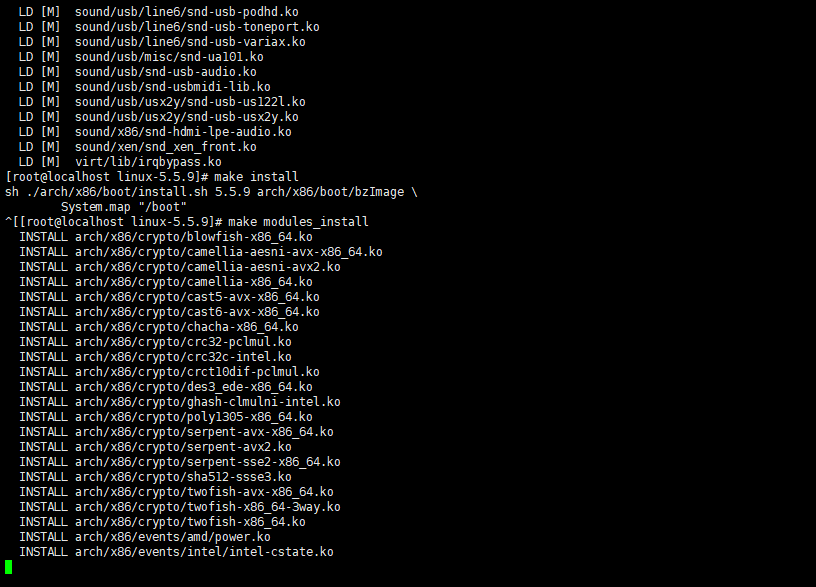 LD [M]  sound/usb/line6/snd-usb-podhd.ko
LD [M]  sound/usb/line6/snd-usb-toneport.ko
LD [M]  sound/usb/line6/snd-usb-variax.ko
LD [M]  sound/usb/misc/snd-ua101.ko
LD [M]  sound/usb/snd-usb-audio.ko
LD [M]  sound/usb/snd-usbmidi-lib.ko
LD [M]  sound/usb/usx2y/snd-usb-us122l.ko
LD [M]  sound/usb/usx2y/snd-usb-usx2y.ko
LD [M]  sound/x86/snd-hdmi-lpe-audio.ko
LD [M]  sound/xen/snd_xen_front.ko
LD [M]  virt/lib/irqbypass.ko
[root@localhost linux-5.5.9]# make install
sh ./arch/x86/boot/install.sh 5.5.9 arch/x86/boot/bzImage \
System.map "/boot"
^[[root@localhost linux-5.5.9]# make modules_install
INSTALL arch/x86/crypto/blowfish-x86_64.ko
INSTALL arch/x86/crypto/camellia-aesni-avx-x86_64.ko
INSTALL arch/x86/crypto/camellia-aesni-avx2.ko
INSTALL arch/x86/crypto/camellia-x86_64.ko
INSTALL arch/x86/crypto/cast5-avx-x86_64.ko
INSTALL arch/x86/crypto/cast6-avx-x86_64.ko
INSTALL arch/x86/crypto/chacha-x86_64.ko
INSTALL arch/x86/crypto/crc32-pclmul.ko
INSTALL arch/x86/crypto/crc32c-intel.ko
INSTALL arch/x86/crypto/crct10dif-pclmul.ko
INSTALL arch/x86/crypto/des3_ede-x86_64.ko
INSTALL arch/x86/crypto/ghash-clmulni-intel.ko
INSTALL arch/x86/crypto/poly1305-x86_64.ko
INSTALL arch/x86/crypto/serpent-avx-x86_64.ko
INSTALL arch/x86/crypto/serpent-avx2.ko
INSTALL arch/x86/crypto/serpent-sse2-x86_64.ko
INSTALL arch/x86/crypto/sha512-ssse3.ko
INSTALL arch/x86/crypto/twofish-avx-x86_64.ko
INSTALL arch/x86/crypto/twofish-x86_64-3way.ko
INSTALL arch/x86/crypto/twofish-x86_64.ko
INSTALL arch/x86/events/amd/power.ko
INSTALL arch/x86/events/intel/intel-cstate.ko